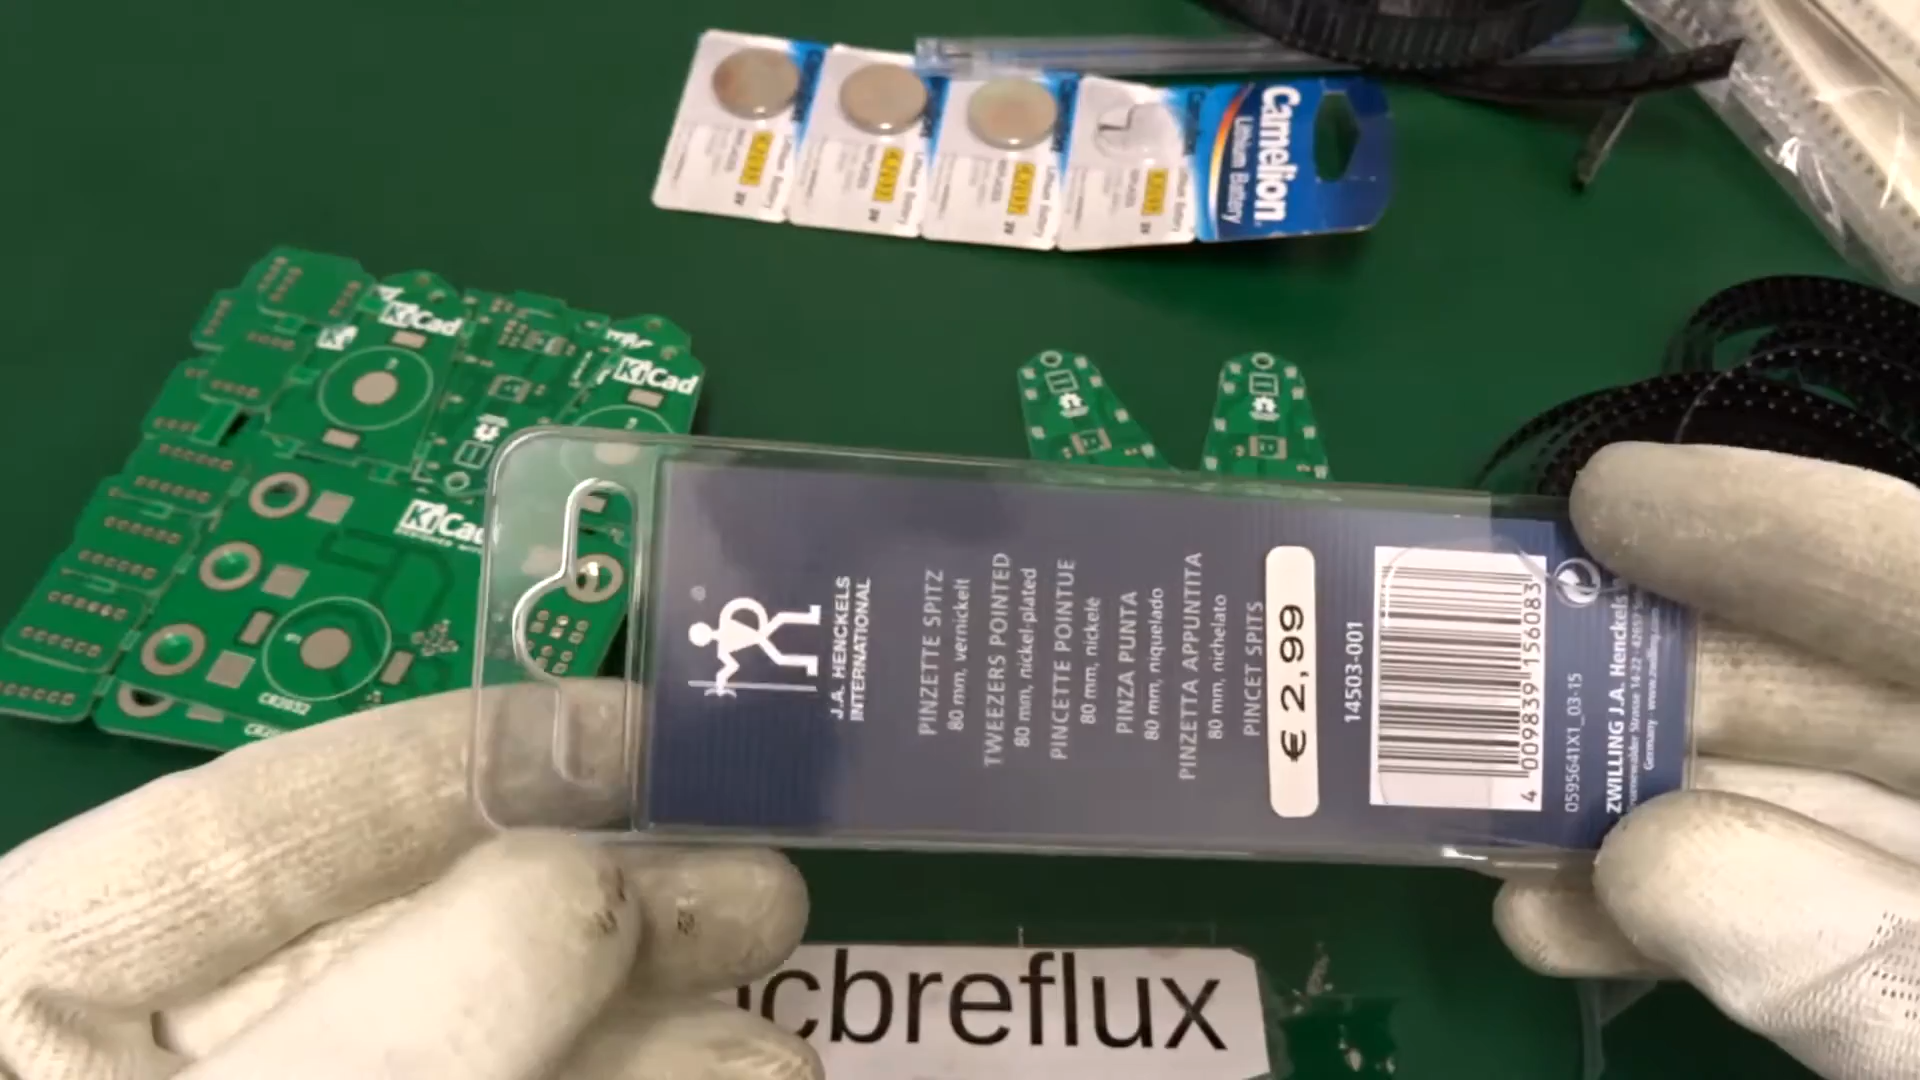 Camelion
Lithium Battery
KiCad
KiCad
KiCad
CR2032
®
J.A. HENCKELS
INTERNATIONAL
PINZETTE SPITZ
80 mm, vernickelt
TWEEZERS POINTED
80 mm, nickel-plated
PINCETTE POINTUE
80 mm, nickelé
PINZA PUNTA
80 mm, niquelado
PINZETTA APPUNTITA
80 mm, nichelato
PINCET SPITS
€ 2,99
14503-001
4 009839 156083
0595641X1_03-15
ZWILLING J.A. Henckels
Germany
cbreflux